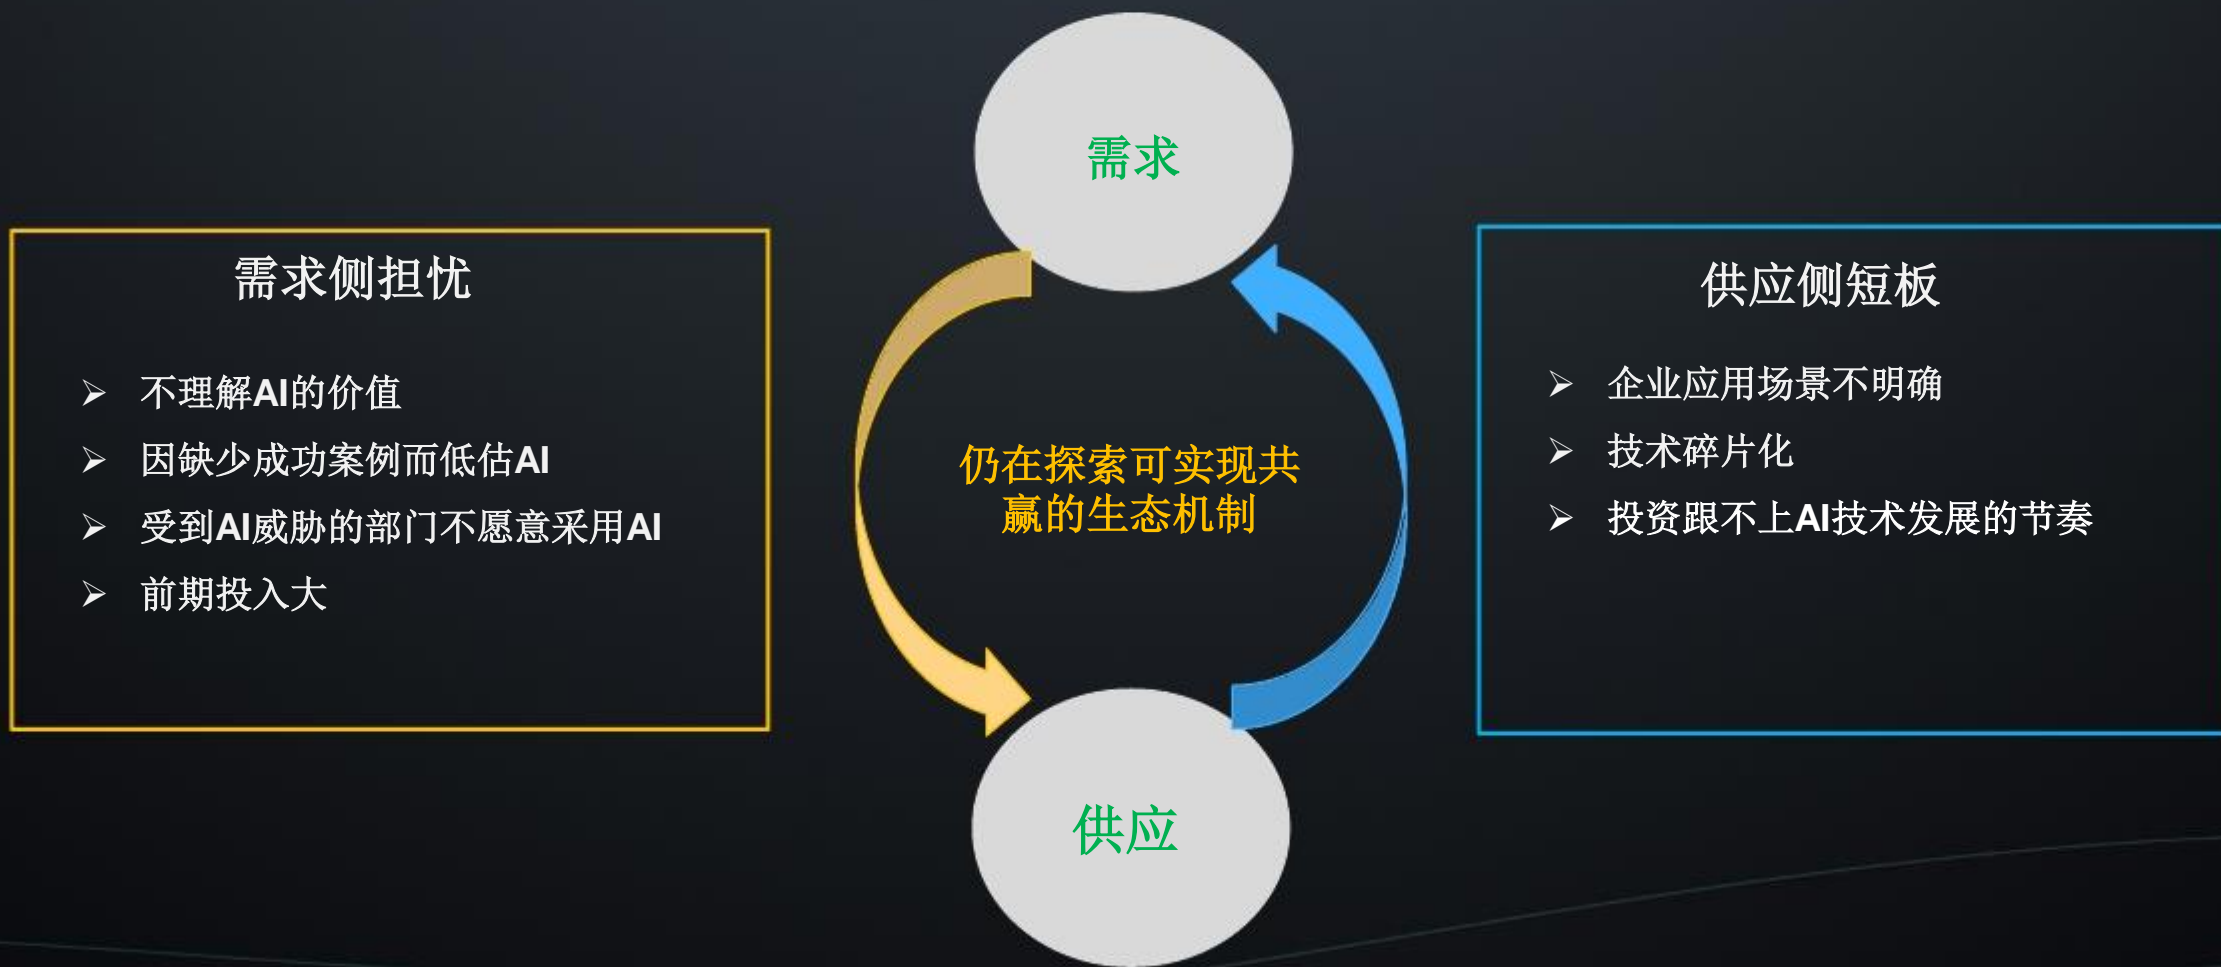 需求
需求侧担忧
不理解AI的价值
因缺少成功案例而低估AI
受到AI威胁的部门不愿意采用AI
前期投入大
仍在探索可实现共
赢的生态机制
供应侧短板
企业应用场景不明确
技术碎片化
投资跟不上AI技术发展的节奏
供应